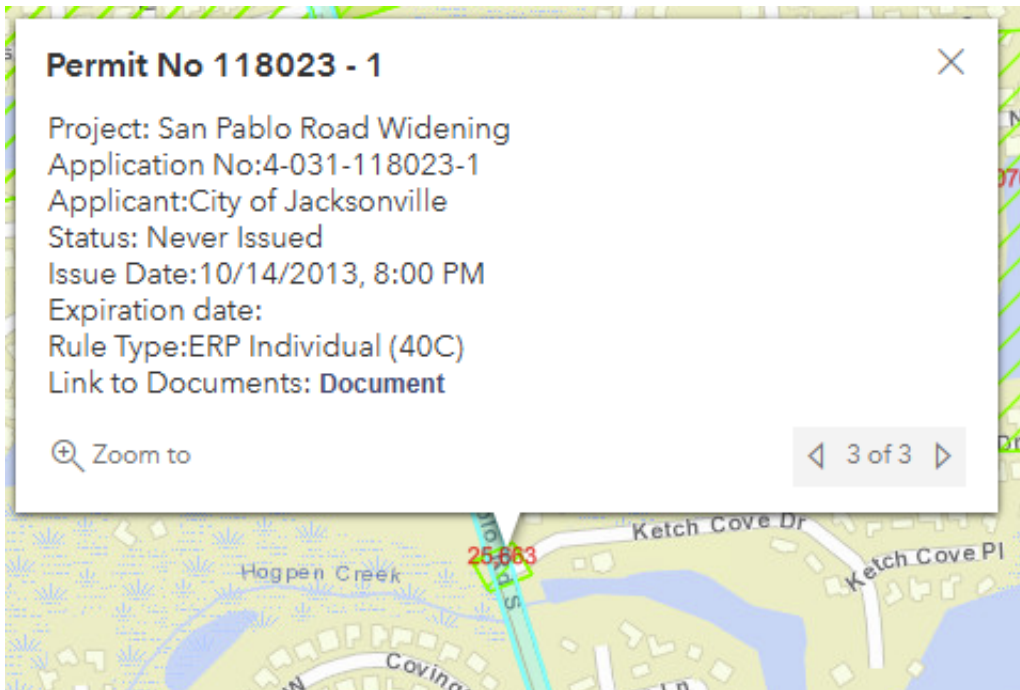 Permit No 118023 - 1
Project: San Pablo Road Widening
Application No:4-031-118023-1
Applicant:City of Jacksonville
Status: Never Issued
Issue Date:10/14/2013, 8:00 PM
Expiration date:
Rule Type:ERP Individual (40C)
Link to Documents: Document
Zoom to
3 of 3
Ketch Cove Dr
25,663
Ketch Cove Pl
Hogpen Creek
d S